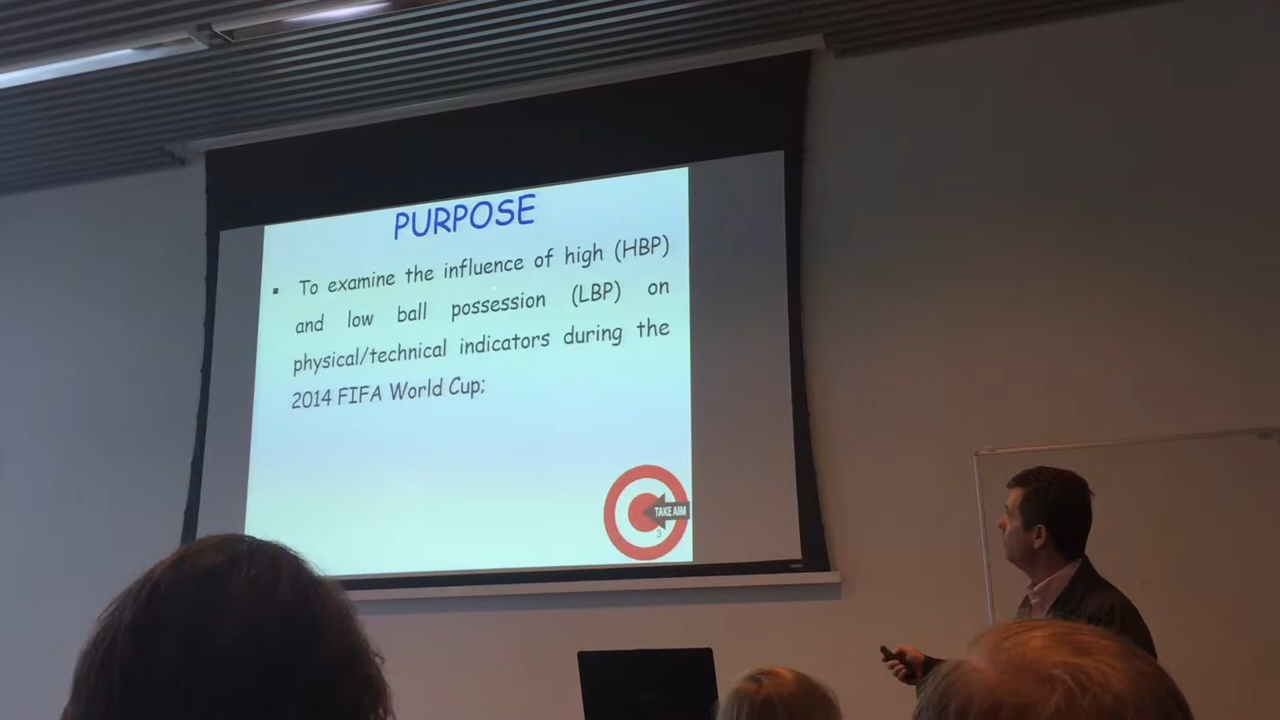 PURPOSE
▪ To examine the influence of high (HBP)
and low ball possession (LBP) on
physical/technical indicators during the
2014 FIFA World Cup;
TAKE AIM
3